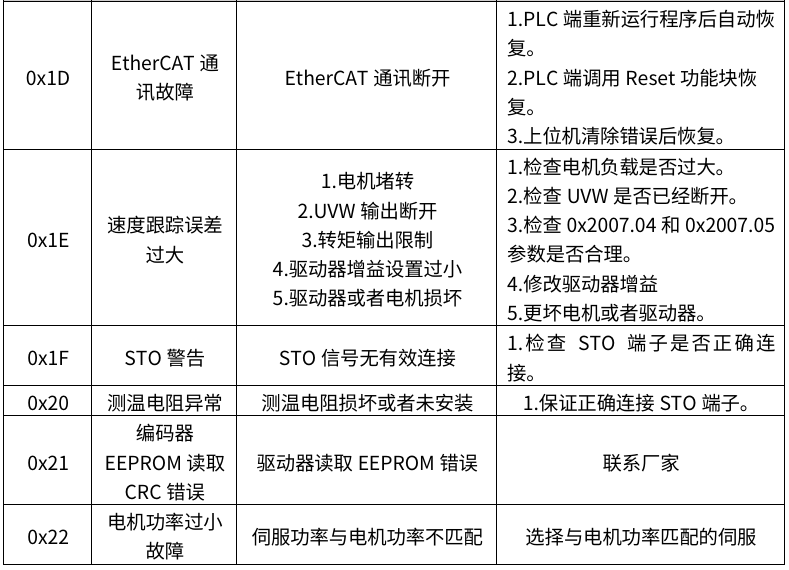 0x1D
EtherCAT 通
讯故障
EtherCAT 通讯断开
1.PLC 端重新运行程序后自动恢
复。
2.PLC 端调用 Reset 功能块恢
复。
3.上位机清除错误后恢复。
0x1E
速度跟踪误差
过大
1.电机堵转
2.UVW 输出断开
3.转矩输出限制
4.驱动器增益设置过小
5.驱动器或者电机损坏
1.检查电机负载是否过大。
2.检查 UVW 是否已经断开。
3.检查 0x2007.04 和 0x2007.05
参数是否合理。
4.修改驱动器增益
5.更坏电机或者驱动器。
0x1F
STO 警告
STO 信号无有效连接
1.检查 STO 端子是否正确连
接。
0x20
测温电阻异常
测温电阻损坏或者未安装
1.保证正确连接 STO 端子。
0x21
编码器
EEPROM 读取
CRC 错误
驱动器读取 EEPROM 错误
联系厂家
0x22
电机功率过小
故障
伺服功率与电机功率不匹配
选择与电机功率匹配的伺服